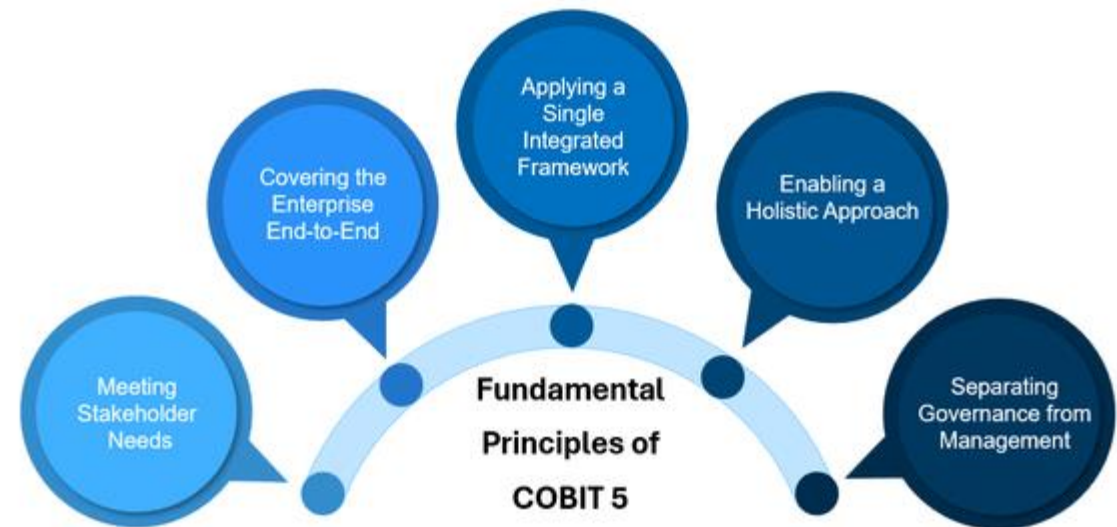 Meeting
Stakeholder
Needs
Covering the
Enterprise
End-to-End
Applying a
Single
Integrated
Framework
Enabling a
Holistic Approach
Separating
Governance from
Management
Fundamental
Principles of
COBIT 5